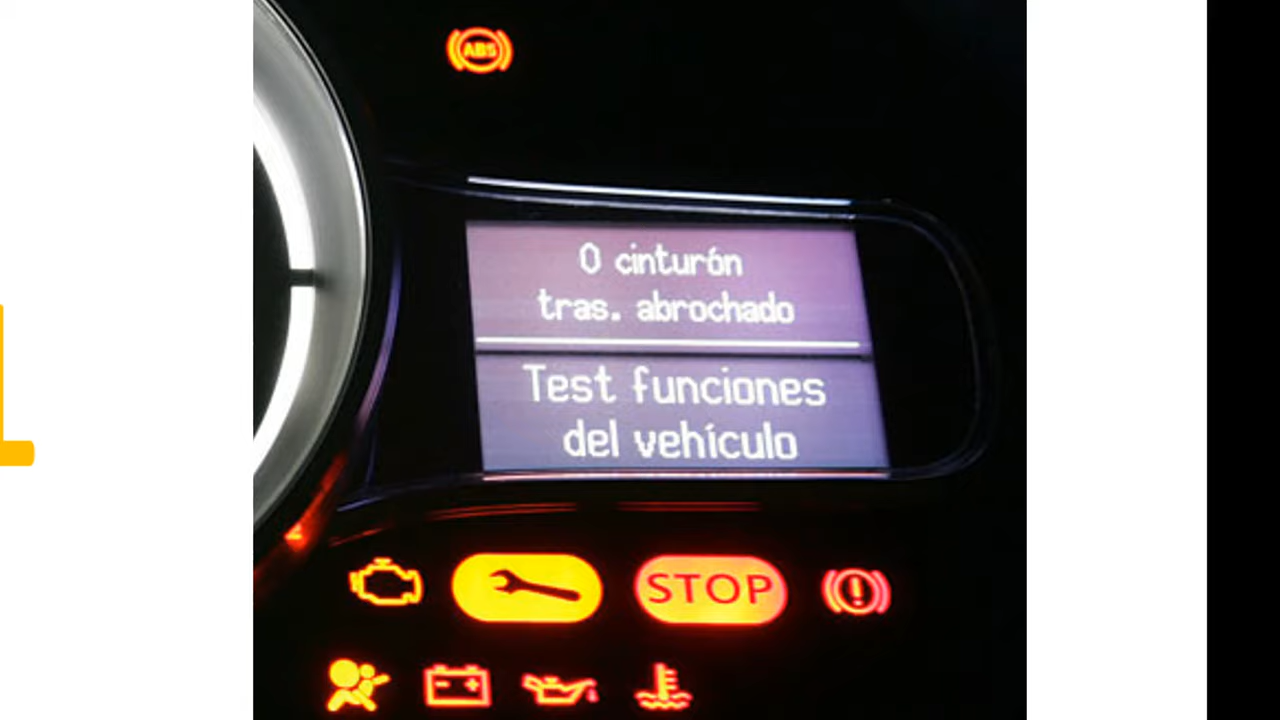 ABS
0 cinturón
tras. abrochado
Test funciones
del vehículo
STOP